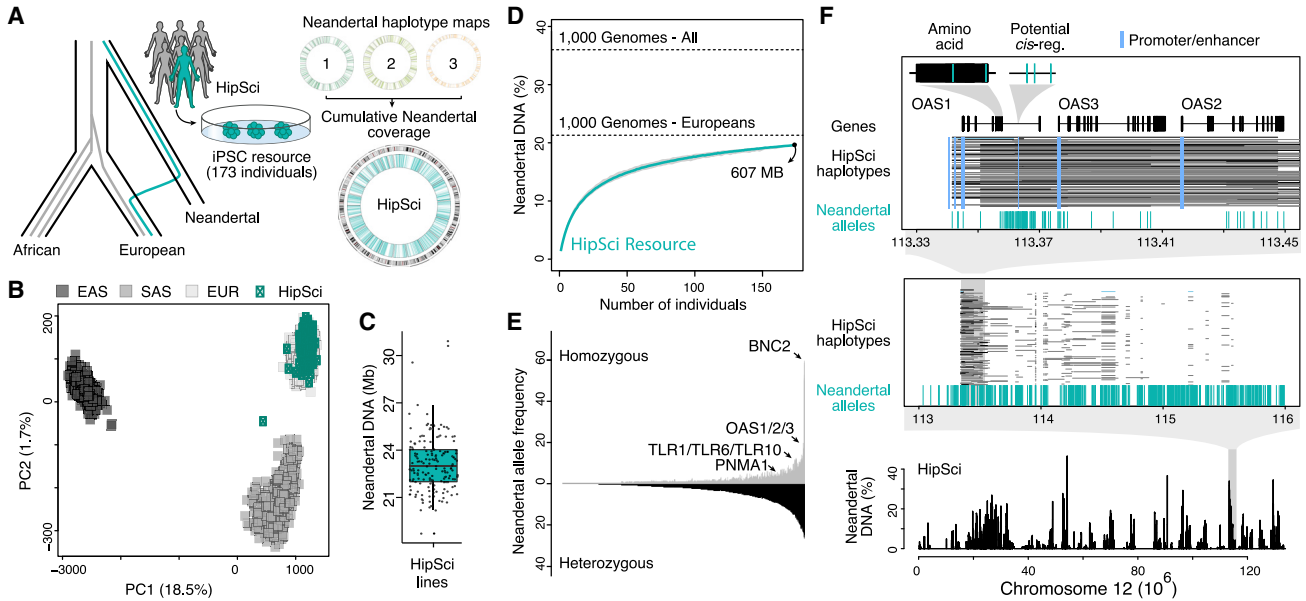 A
HipSci
iPSC resource
(173 individuals)
Neandertal
African
European
Neandertal haplotype maps
1
2
3
Cumulative Neandertal
coverage
HipSci
B
EAS
SAS
EUR
HipSci
200
0
−300
PC2 (1.7%)
−3000
0
1000
PC1 (18.5%)
C
Neandertal DNA (Mb)
30
27
25
23
21
HipSci
lines
D
Neandertal DNA (%)
40
30
20
10
0
1,000 Genomes - All
1,000 Genomes - Europeans
607 MB
HipSci Resource
0
50
100
150
Number of individuals
E
Neandertal allele frequency
60
40
20
0
20
40
Homozygous
BNC2
OAS1/2/3
TLR1/TLR6/TLR10
PNMA1
Heterozygous
F
Amino
acid
Potential
cis-reg.
Promoter/enhancer
OAS1
OAS3
OAS2
Genes
HipSci
haplotypes
Neandertal
alleles
113.33
113.37
113.41
113.45
HipSci
haplotypes
Neandertal
alleles
113
114
115
116
HipSci
Neandertal
DNA (%)
40
20
0
0
40
80
120
Chromosome 12 (10⁶)